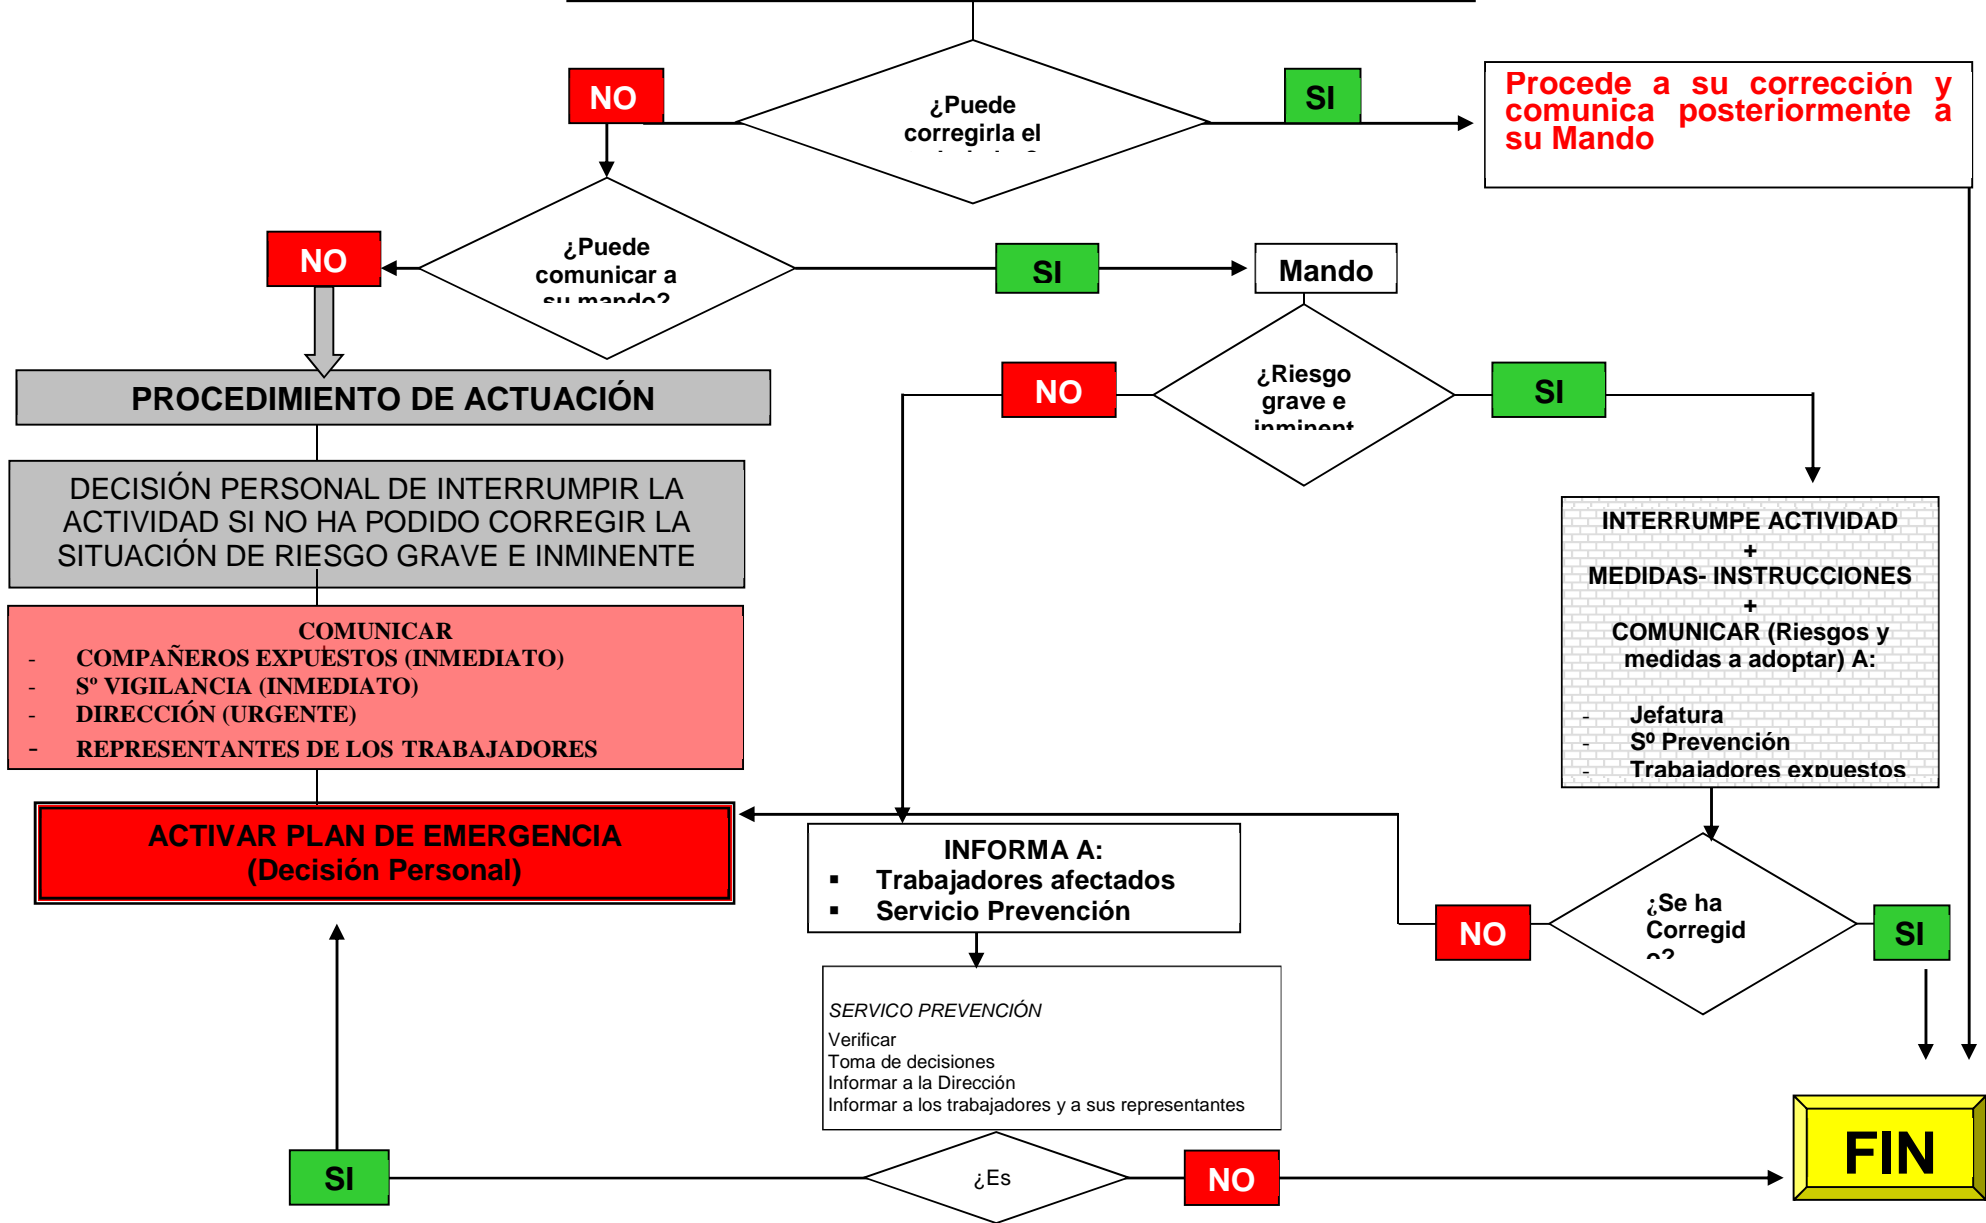 NO
¿Puede
corregirla el
SI
Procede a su corrección y
comunica posteriormente a
su Mando
NO
¿Puede
comunicar a
su mando?
SI
Mando
PROCEDIMIENTO DE ACTUACIÓN
NO
¿Riesgo
grave e
inminent
SI
DECISIÓN PERSONAL DE INTERRUMPIR LA
ACTIVIDAD SI NO HA PODIDO CORREGIR LA
SITUACIÓN DE RIESGO GRAVE E INMINENTE
INTERRUMPE ACTIVIDAD
+
MEDIDAS- INSTRUCCIONES
+
COMUNICAR (Riesgos y
medidas a adoptar) A:
- Jefatura
- Sº Prevención
- Trabajadores expuestos
COMUNICAR
- COMPAÑEROS EXPUESTOS (INMEDIATO)
- Sº VIGILANCIA (INMEDIATO)
- DIRECCIÓN (URGENTE)
- REPRESENTANTES DE LOS TRABAJADORES
ACTIVAR PLAN DE EMERGENCIA
(Decisión Personal)
INFORMA A:
▪ Trabajadores afectados
▪ Servicio Prevención
NO
¿Se ha
Corregid
o?
SI
SERVICO PREVENCIÓN
Verificar
Toma de decisiones
Informar a la Dirección
Informar a los trabajadores y a sus representantes
SI
¿Es
NO
FIN